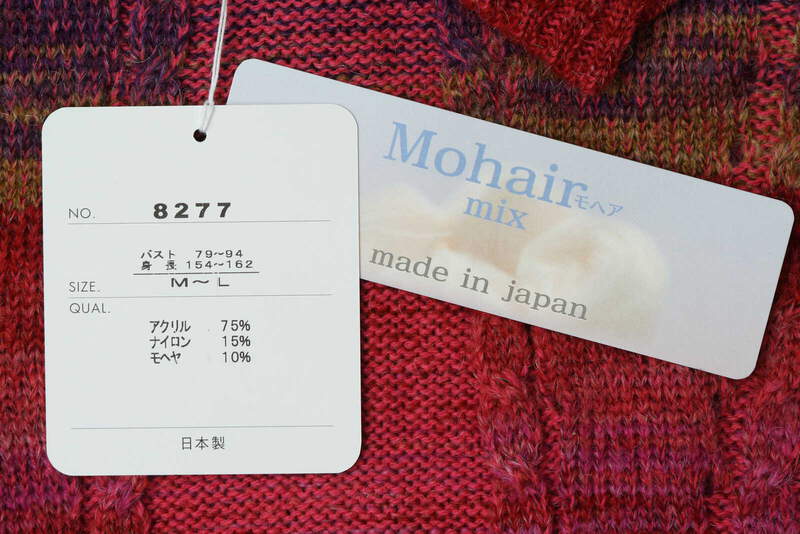 NO. 8277
バスト 79～94
身長 154～162
SIZE. M～L
QUAL.
アクリル 75%
ナイロン 15%
モヘヤ 10%
日本製
Mohair モヘア
mix
made in japan